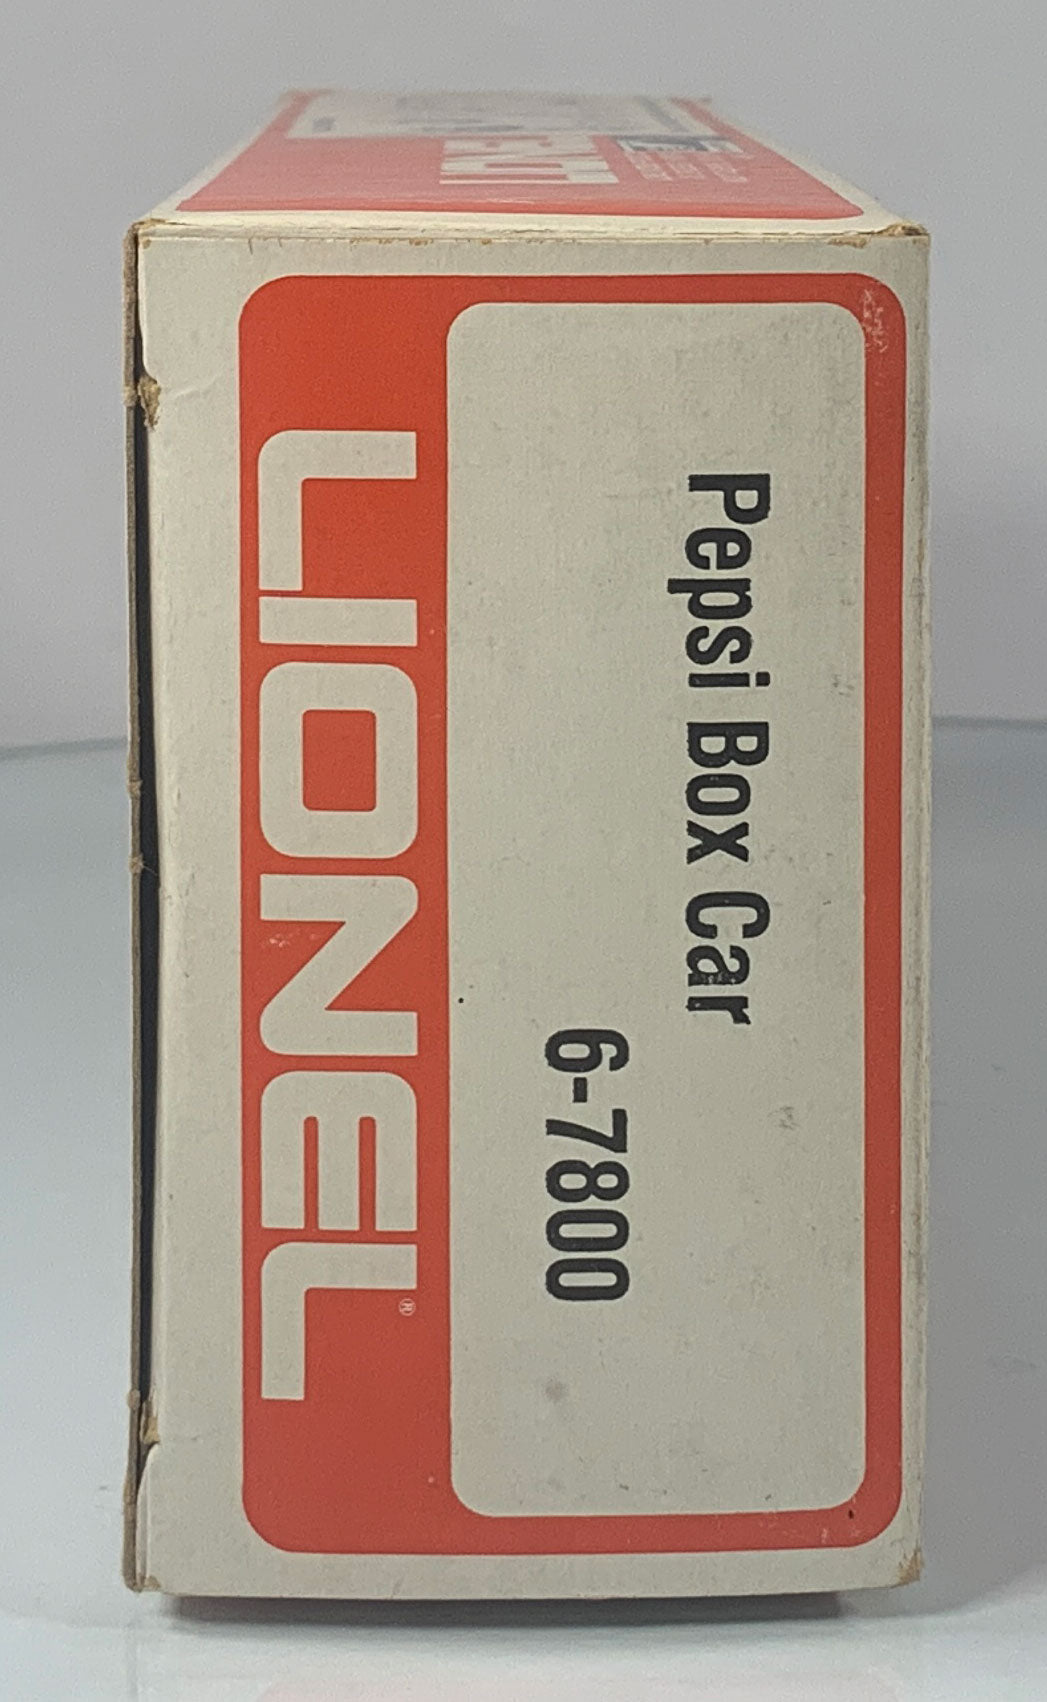 Pepsi Box Car
6-7800
LIONEL®